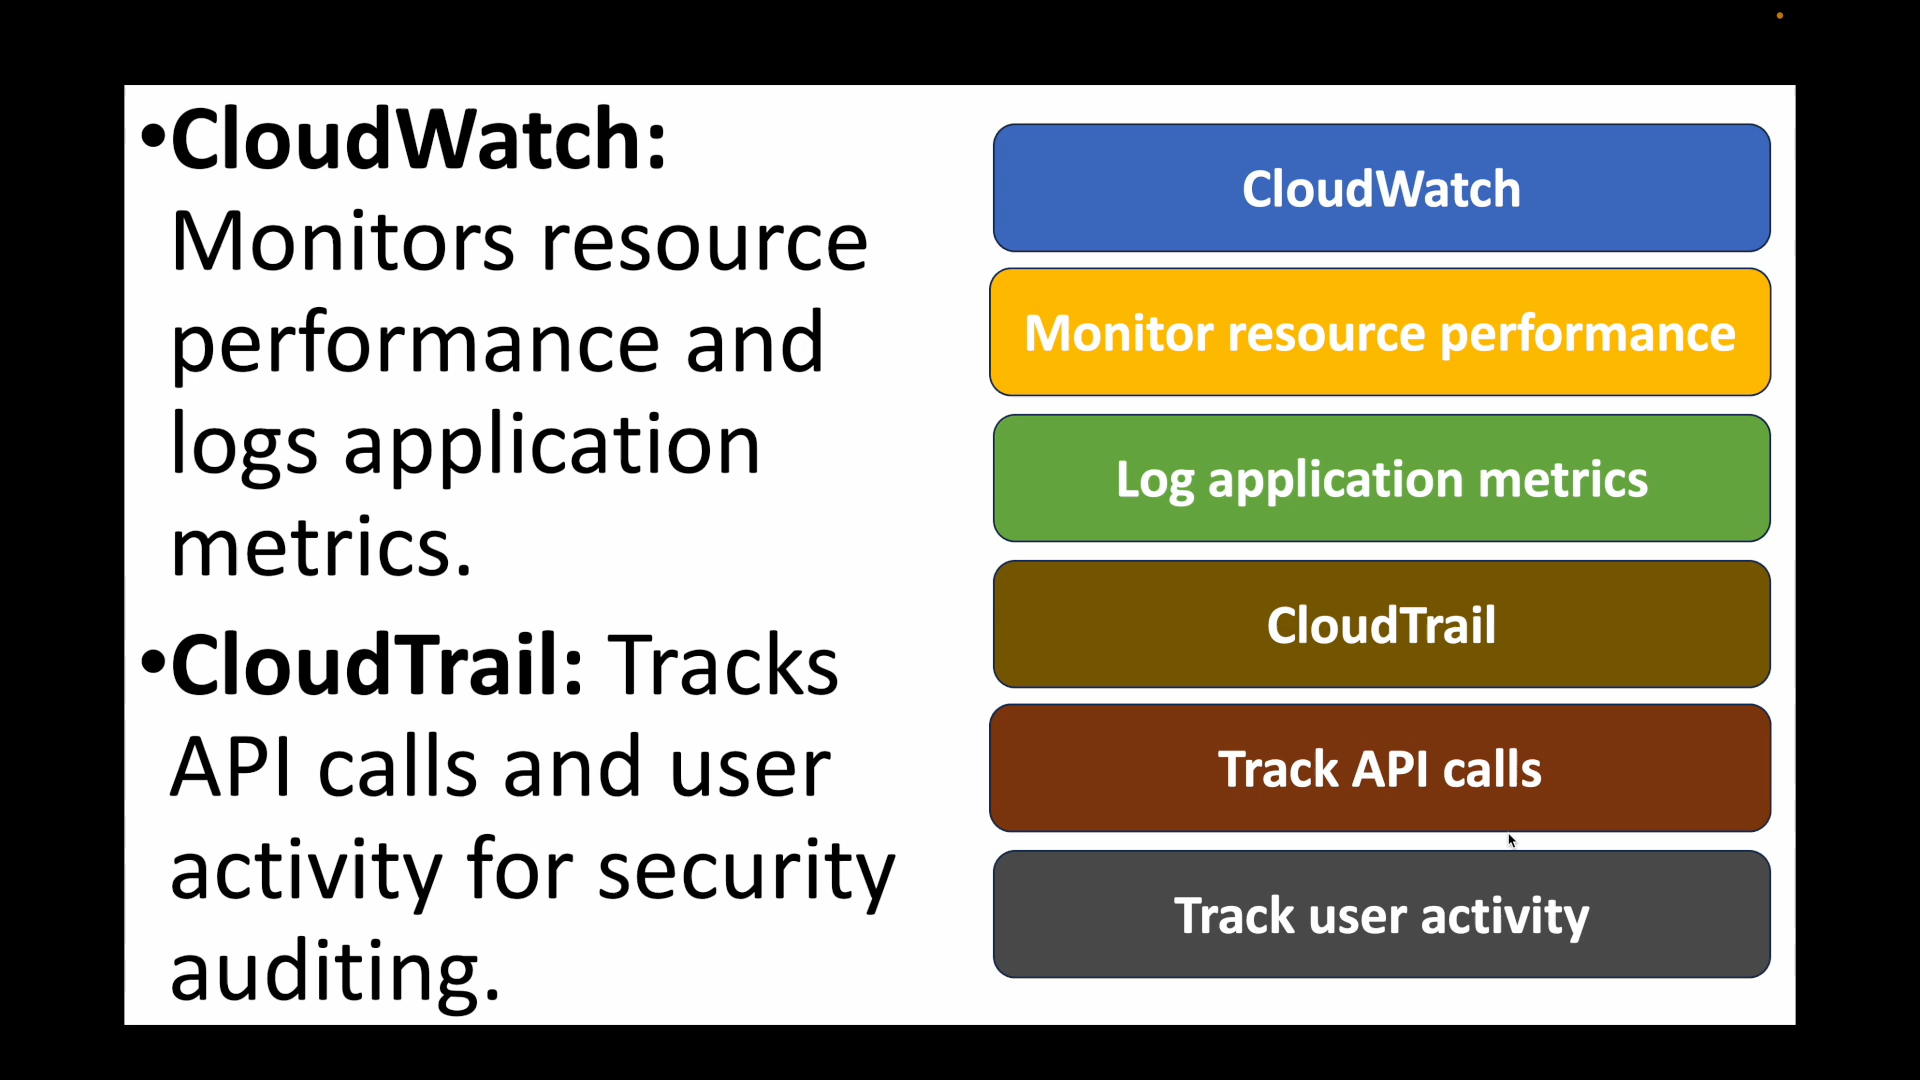 •CloudWatch:
Monitors resource
performance and
logs application
metrics.
•CloudTrail: Tracks
API calls and user
activity for security
auditing.
CloudWatch
Monitor resource performance
Log application metrics
CloudTrail
Track API calls
Track user activity